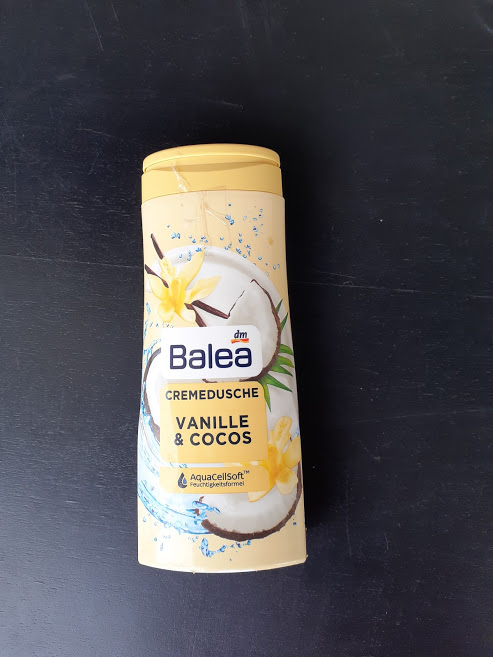 dm
Balea
CREMEDUSCHE
VANILLE
& COCOS
AquaCellSoft™
Feuchtigkeitsformel